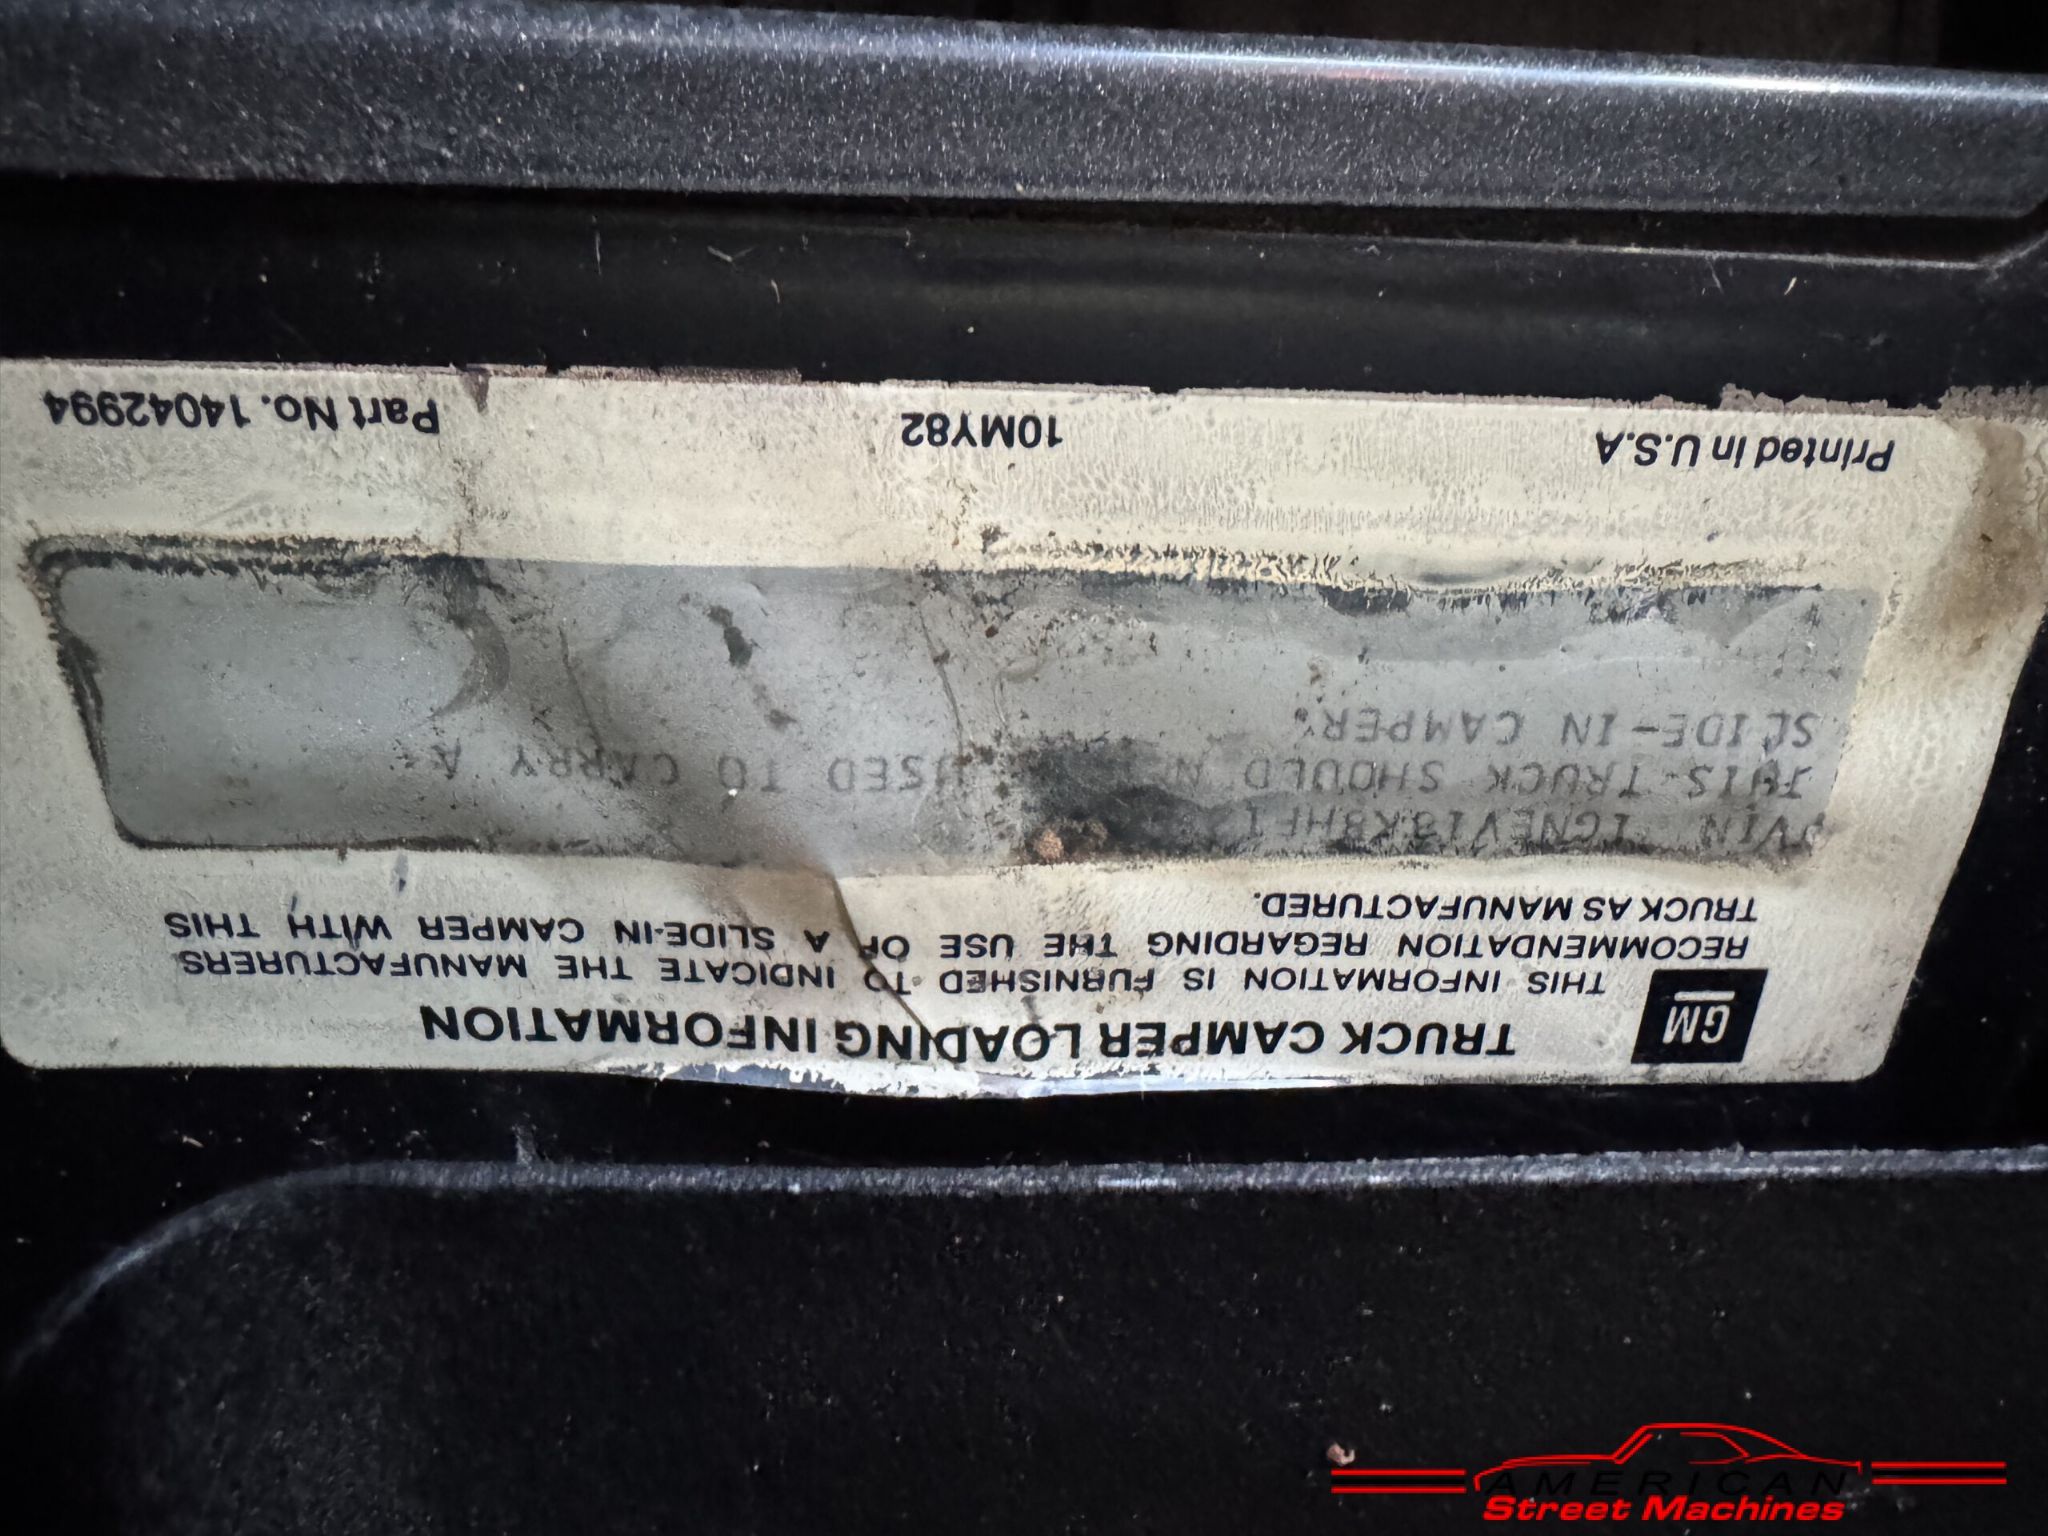 GM
TRUCK CAMPER LOADING INFORMATION
THIS INFORMATION IS FURNISHED TO INDICATE THE MANUFACTURERS
RECOMMENDATION REGARDING THE USE OF A SLIDE-IN CAMPER WITH THIS
TRUCK AS MANUFACTURED.
VIN 1GNEV18K8HF1
THIS TRUCK SHOULD USED TO CARRY A
SLIDE-IN CAMPER.
Printed in U.S.A
10MY82
Part No. 14042994
AMERICAN
Street Machines